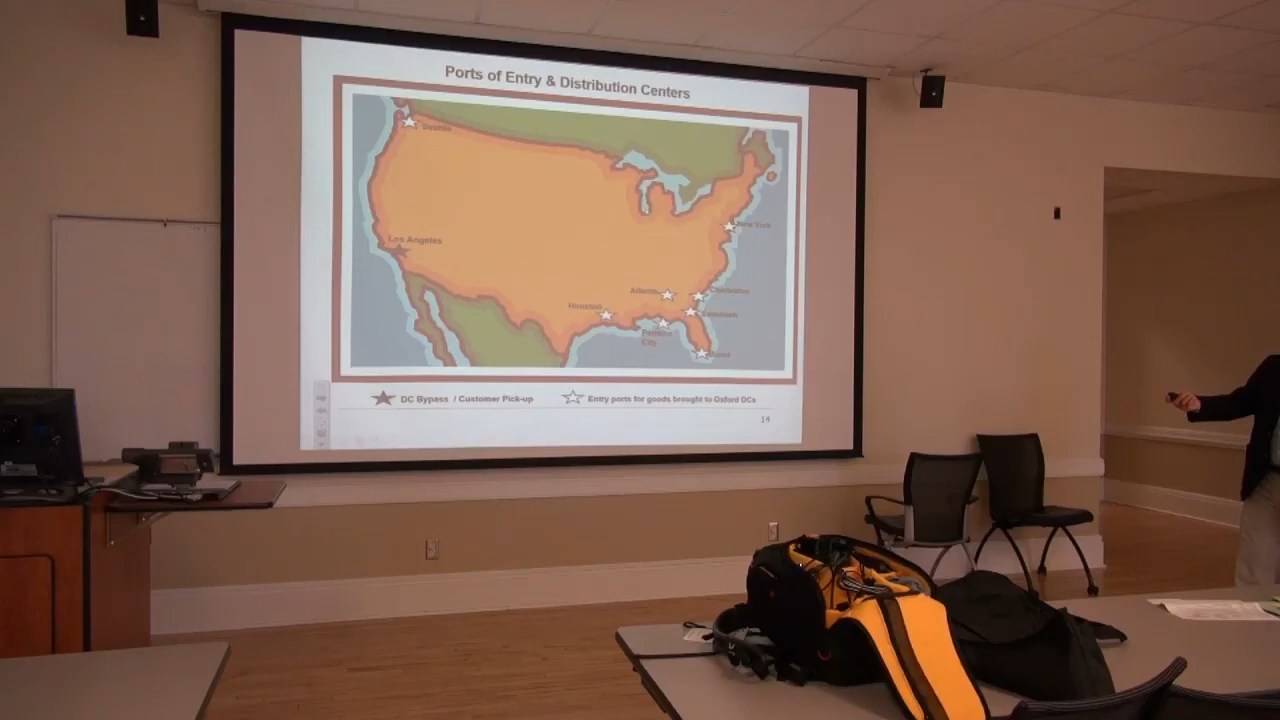 Ports of Entry & Distribution Centers
Seattle
New York
Los Angeles
Atlanta
Charleston
Houston
Savannah
Panama
City
Miami
DC Bypass / Customer Pick-up
Entry ports for goods brought to Oxford DCs
14